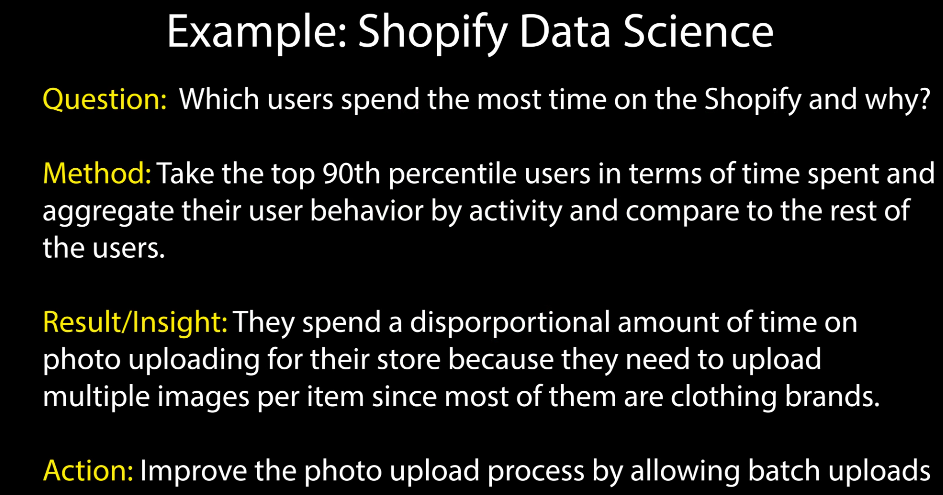 Example: Shopify Data Science
Question: Which users spend the most time on the Shopify and why?
Method: Take the top 90th percentile users in terms of time spent and
aggregate their user behavior by activity and compare to the rest of
the users.
Result/Insight: They spend a disporportional amount of time on
photo uploading for their store because they need to upload
multiple images per item since most of them are clothing brands.
Action: Improve the photo upload process by allowing batch uploads